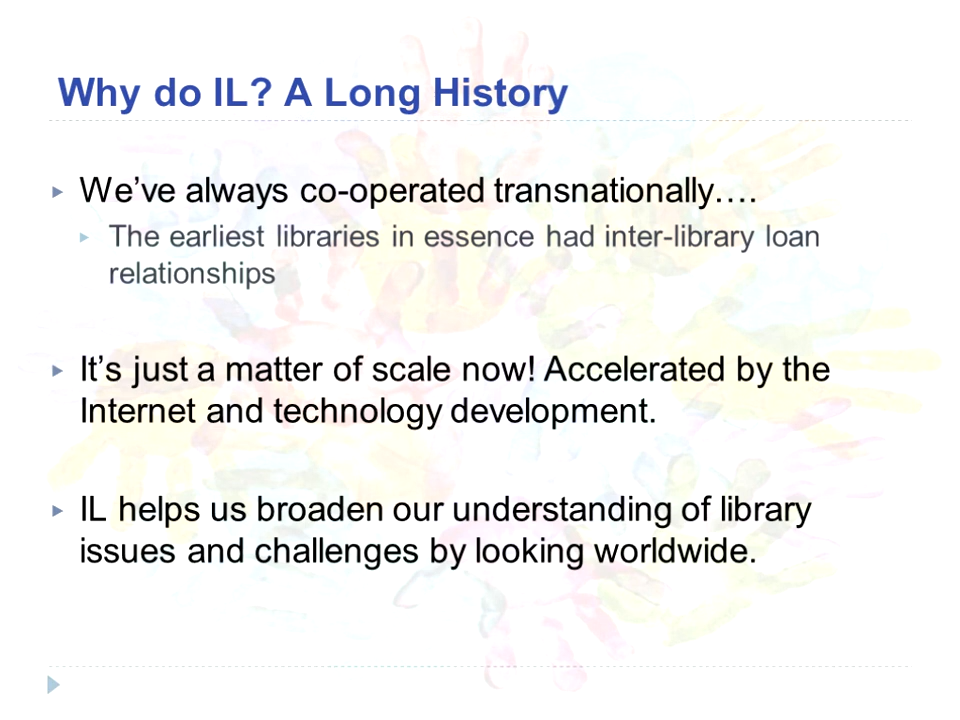 Why do IL? A Long History
We’ve always co-operated transnationally….
The earliest libraries in essence had inter-library loan
relationships
It’s just a matter of scale now! Accelerated by the
Internet and technology development.
IL helps us broaden our understanding of library
issues and challenges by looking worldwide.